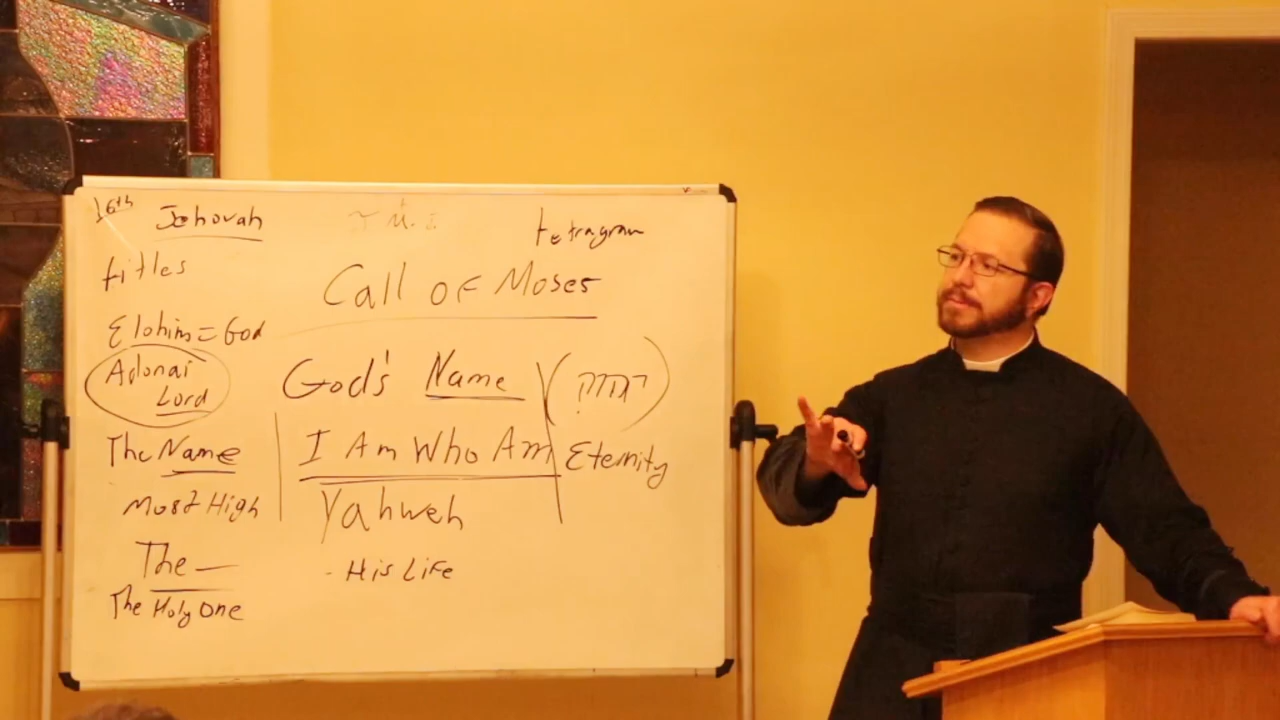 16th
Jehovah
tetragram
titles
Call of Moses
Elohim = God
Adonai
Lord
God's Name
The Name
I Am Who Am
Eternity
Most High
Yahweh
The —
- His Life
The Holy One